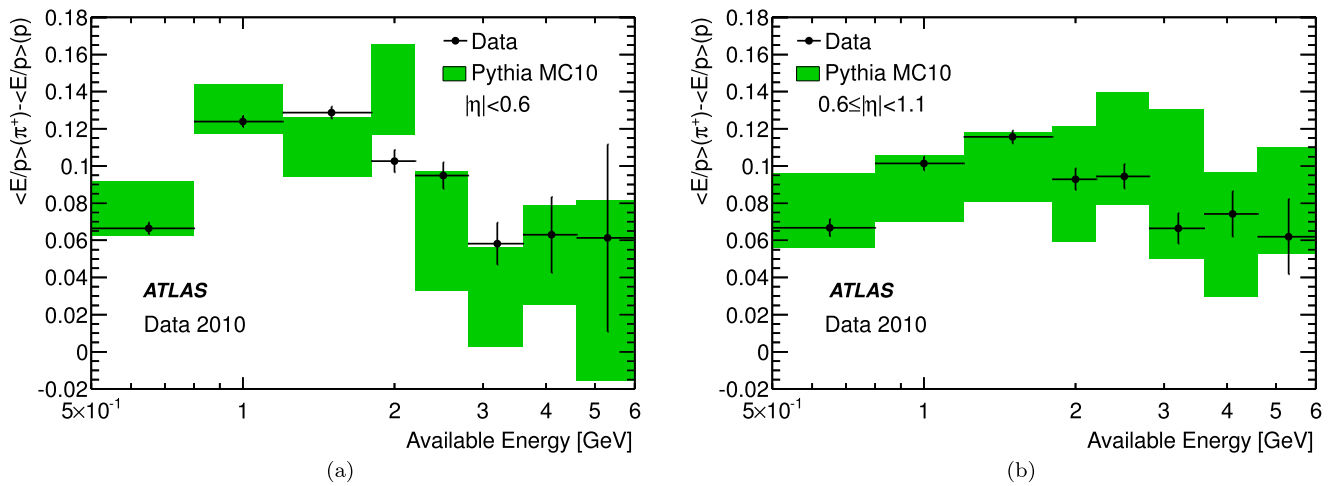 <E/p>(π⁺)-<E/p>(p)
0.18
0.16
0.14
0.12
0.1
0.08
0.06
0.04
0.02
0
-0.02
Data
Pythia MC10
|η|<0.6
ATLAS
Data 2010
5×10⁻¹ 1 2 3 4 5 6
Available Energy [GeV]
(a)
<E/p>(π⁺)-<E/p>(p)
0.18
0.16
0.14
0.12
0.1
0.08
0.06
0.04
0.02
0
-0.02
Data
Pythia MC10
0.6≤|η|<1.1
ATLAS
Data 2010
5×10⁻¹ 1 2 3 4 5 6
Available Energy [GeV]
(b)